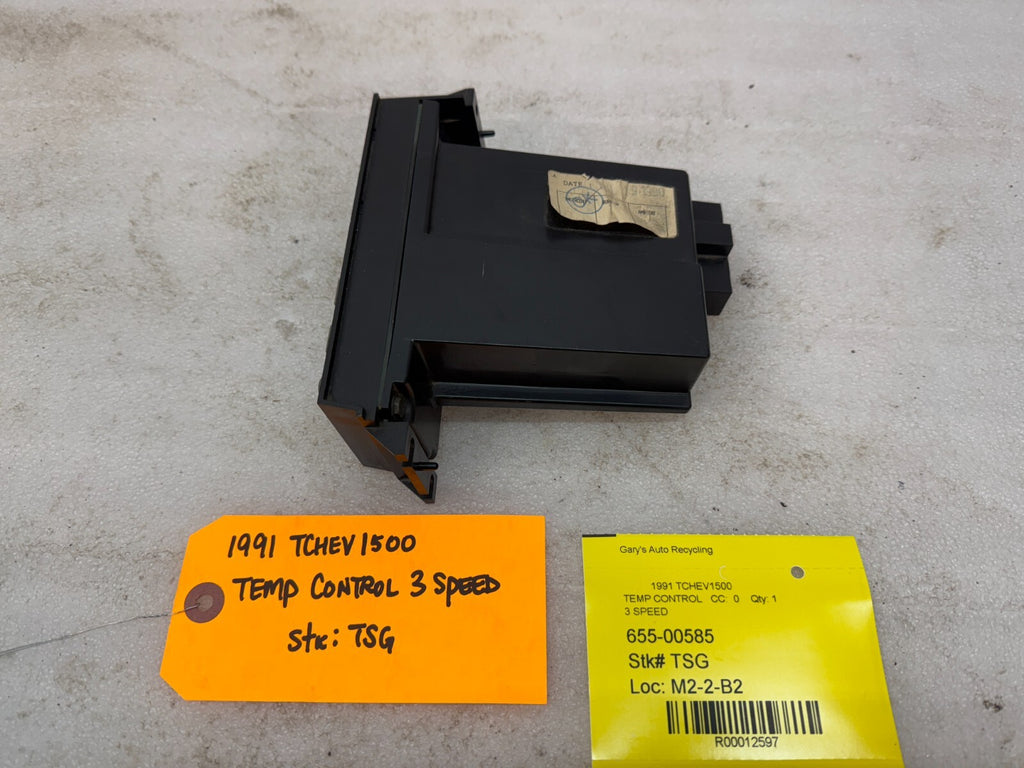 DATE
1991 TCHEV1500
TEMP CONTROL 3 SPEED
Stk: TSG
Gary's Auto Recycling
1991 TCHEV1500
TEMP CONTROL CC: 0 Qty: 1
3 SPEED
655-00585
Stk# TSG
Loc: M2-2-B2
R00012597